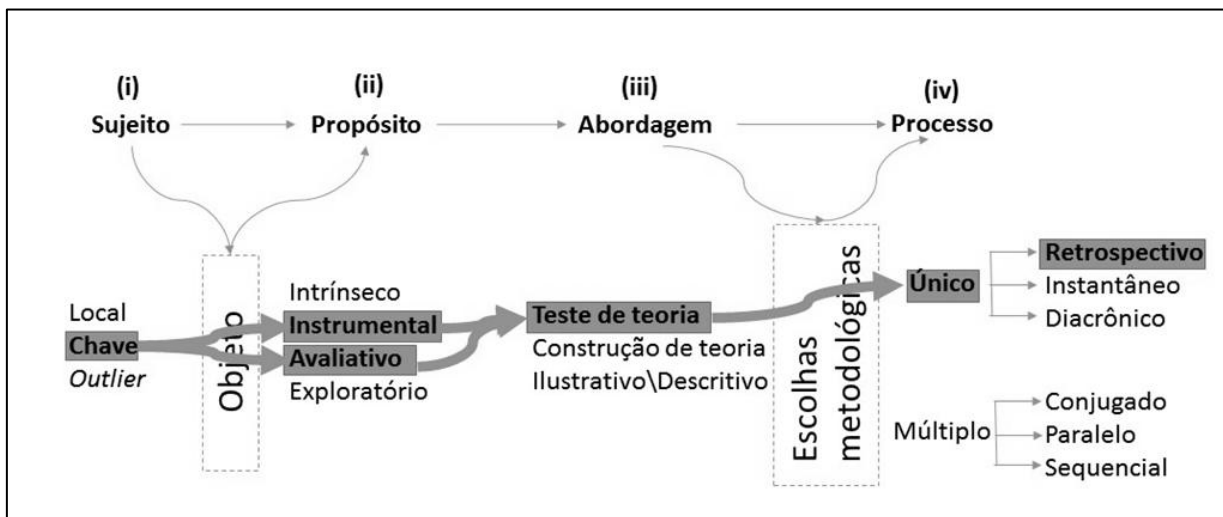 (i)
Sujeito
(ii)
Propósito
(iii)
Abordagem
(iv)
Processo
Local
Chave
Outlier
Objeto
Intrínseco
Instrumental
Avaliativo
Exploratório
Teste de teoria
Construção de teoria
Ilustrativo\Descritivo
Escolhas
metodológicas
Único
Retrospectivo
Instantâneo
Diacrônico
Múltiplo
Conjugado
Paralelo
Sequencial